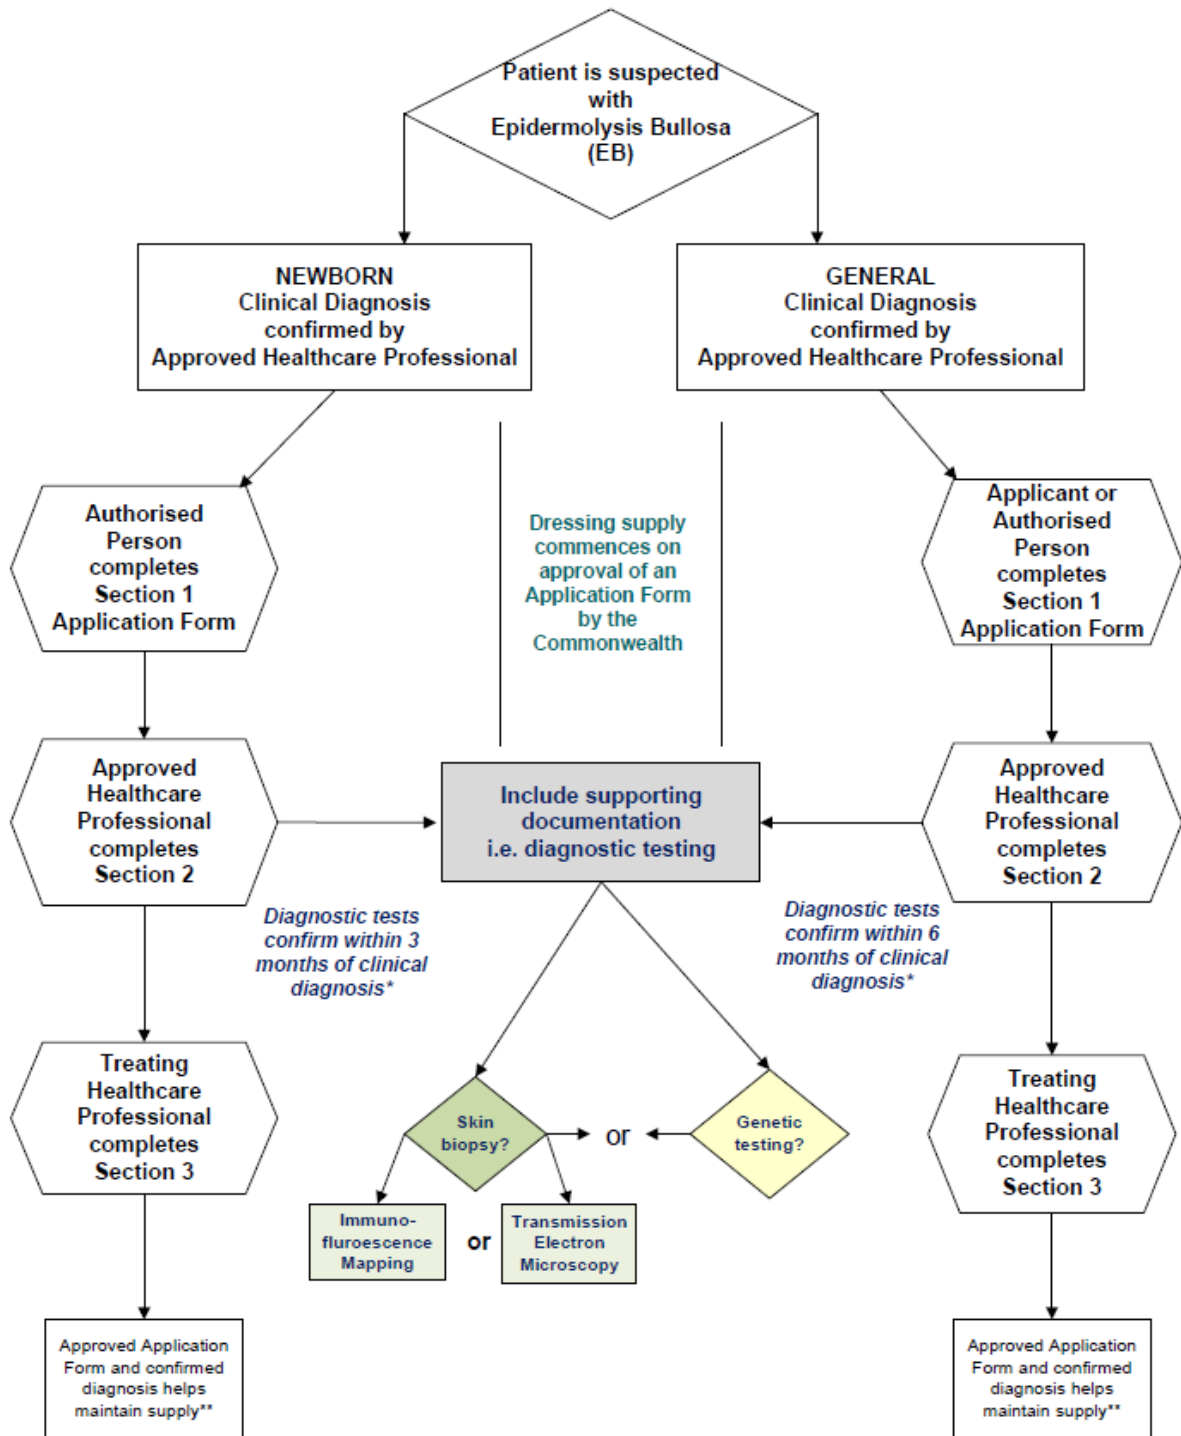 Patient is suspected
with
Epidermolysis Bullosa
(EB)
NEWBORN
Clinical Diagnosis
confirmed by
Approved Healthcare Professional
GENERAL
Clinical Diagnosis
confirmed by
Approved Healthcare Professional
Authorised
Person
completes
Section 1
Application Form
Dressing supply
commences on
approval of an
Application Form
by the
Commonwealth
Applicant or
Authorised
Person
completes
Section 1
Application Form
Approved
Healthcare
Professional
completes
Section 2
Include supporting
documentation
i.e. diagnostic testing
Approved
Healthcare
Professional
completes
Section 2
Diagnostic tests
confirm within 3
months of clinical
diagnosis*
Diagnostic tests
confirm within 6
months of clinical
diagnosis*
Treating
Healthcare
Professional
completes
Section 3
Skin
biopsy?
or
Genetic
testing?
Treating
Healthcare
Professional
completes
Section 3
Immuno-
fluroescence
Mapping
or
Transmission
Electron
Microscopy
Approved Application
Form and confirmed
diagnosis helps
maintain supply**
Approved Application
Form and confirmed
diagnosis helps
maintain supply**